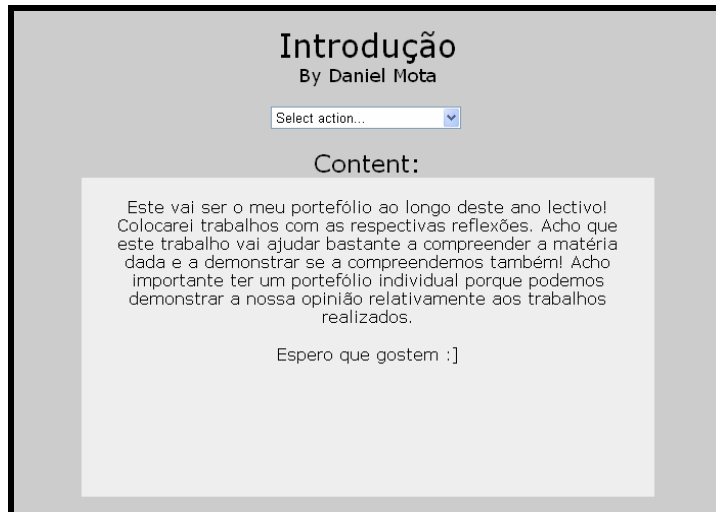 Introdução
By Daniel Mota
Select action...
Content:
Este vai ser o meu portefólio ao longo deste ano lectivo!
Colocarei trabalhos com as respectivas reflexões. Acho que
este trabalho vai ajudar bastante a compreender a matéria
dada e a demonstrar se a compreendemos também! Acho
importante ter um portefólio individual porque podemos
demonstrar a nossa opinião relativamente aos trabalhos
realizados.
Espero que gostem :]